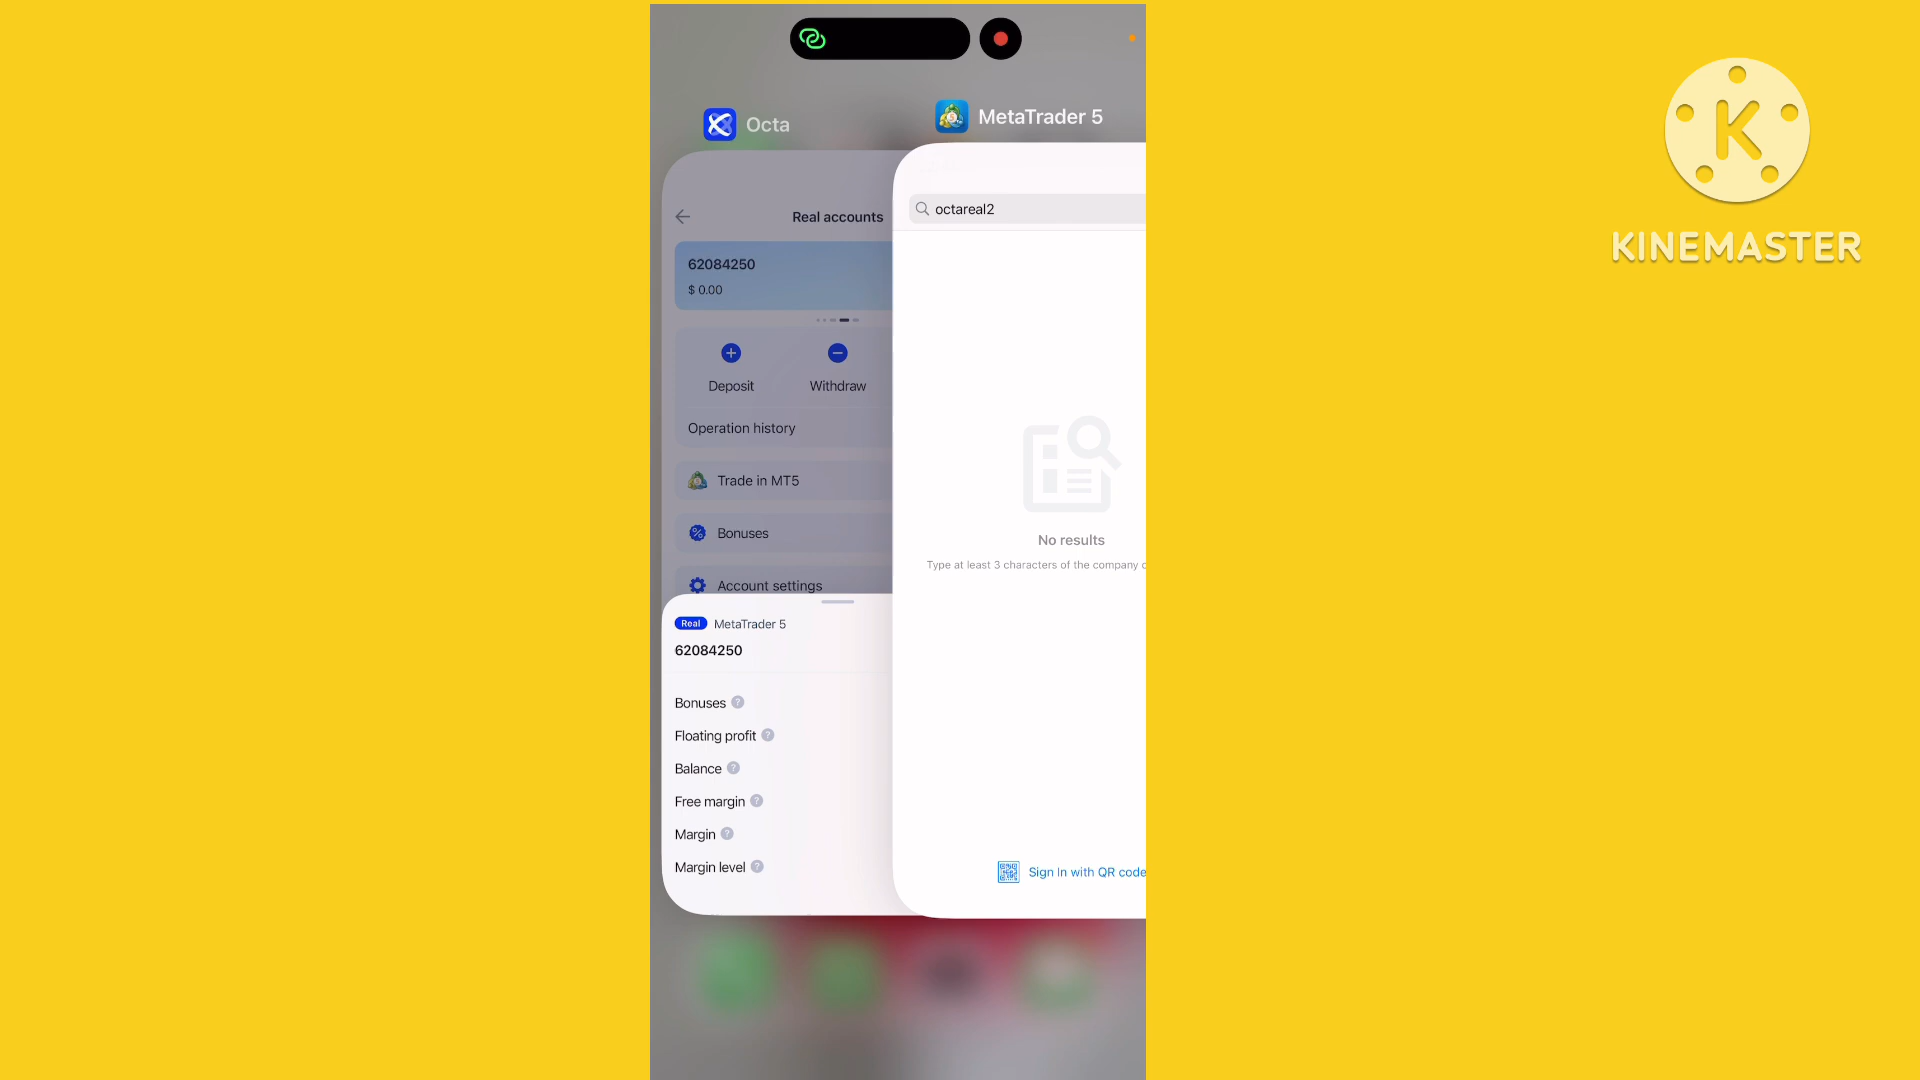 Octa
MetaTrader 5
Real accounts
62084250
$ 0.00
Deposit
Withdraw
Operation history
Trade in MT5
Bonuses
Account settings
Real MetaTrader 5
62084250
Bonuses ?
Floating profit ?
Balance ?
Free margin ?
Margin ?
Margin level ?
octareal2
No results
Type at least 3 characters of the company
Sign In with QR code
K
KINEMASTER